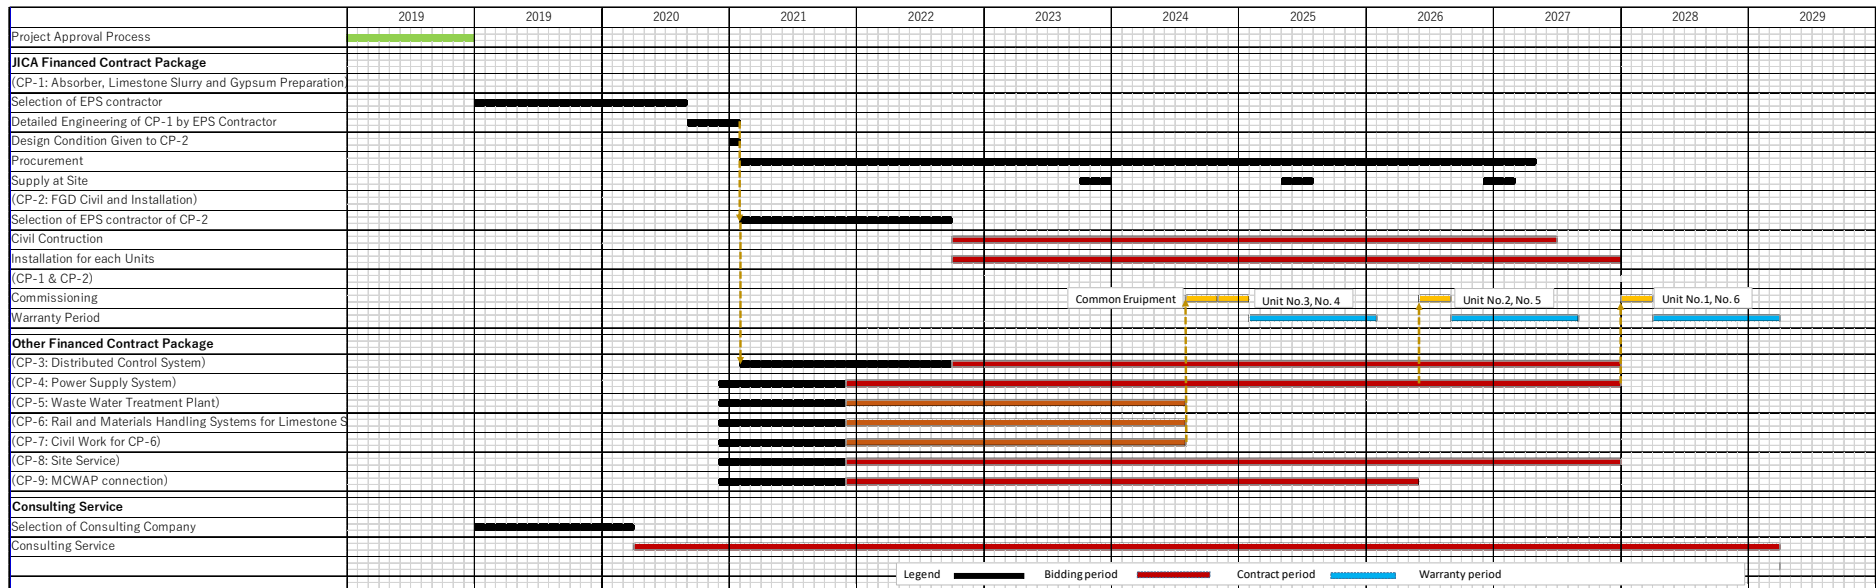 2019 2019 2020 2021 2022 2023 2024 2025 2026 2027 2028 2029
Project Approval Process
JICA Financed Contract Package
(CP-1: Absorber, Limestone Slurry and Gypsum Preparation)
Selection of EPS contractor
Detailed Engineering of CP-1 by EPS Contractor
Design Condition Given to CP-2
Procurement
Supply at Site
(CP-2: FGD Civil and Installation)
Selection of EPS contractor of CP-2
Civil Contruction
Installation for each Units
(CP-1 & CP-2)
Commissioning Common Eruipment Unit No.3, No. 4 Unit No.2, No. 5 Unit No.1, No. 6
Warranty Period
Other Financed Contract Package
(CP-3: Distributed Control System)
(CP-4: Power Supply System)
(CP-5: Waste Water Treatment Plant)
(CP-6: Rail and Materials Handling Systems for Limestone S
(CP-7: Civil Work for CP-6)
(CP-8: Site Service)
(CP-9: MCWAP connection)
Consulting Service
Selection of Consulting Company
Consulting Service
Legend Bidding period Contract period Warranty period